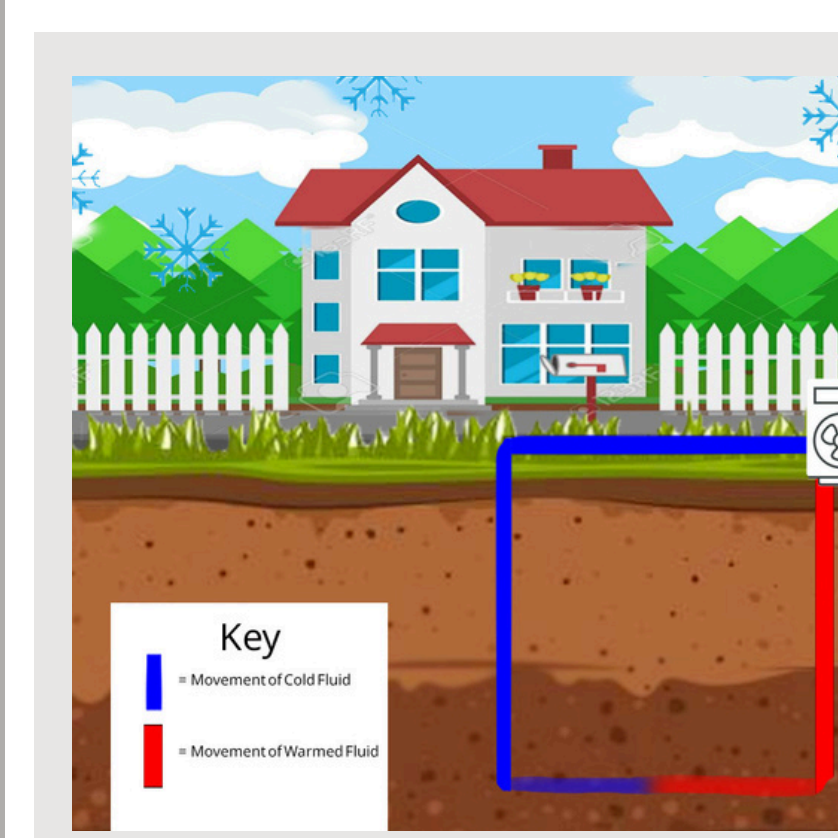 Key
= Movement of Cold Fluid
= Movement of Warmed Fluid